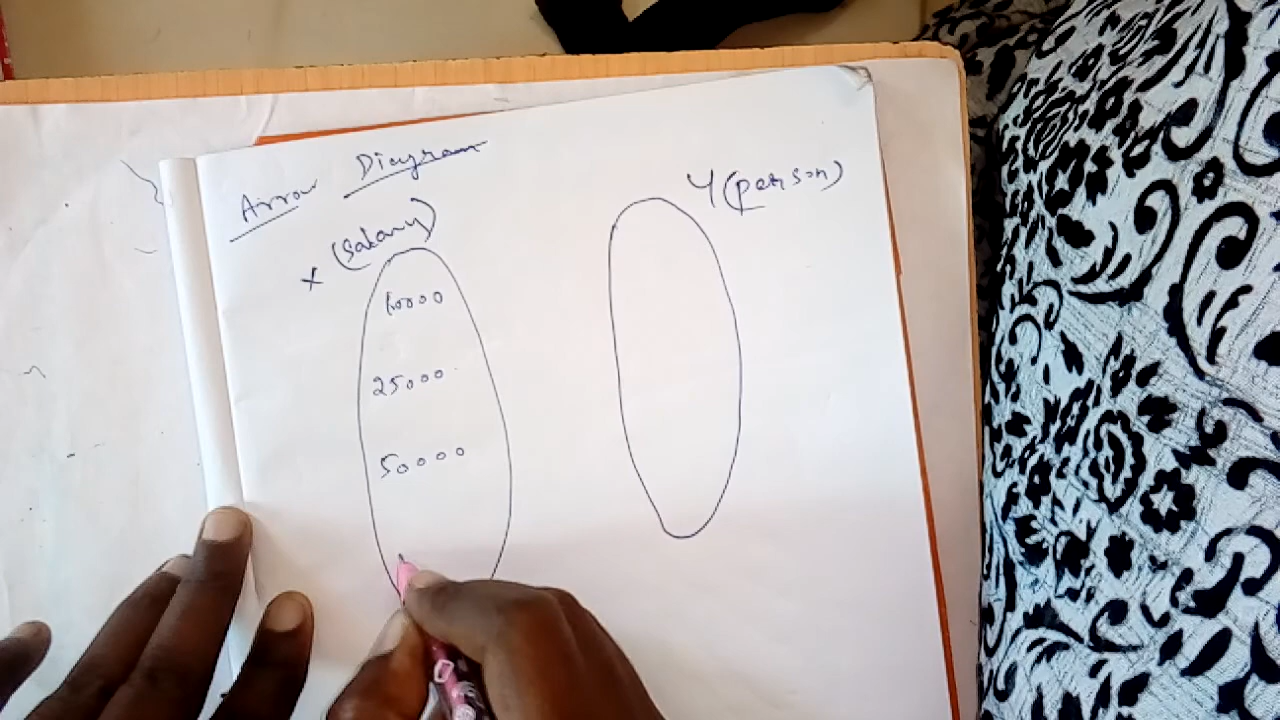 Arrow Diagram
X (Salary)
Y (person)
10000
25000
50000